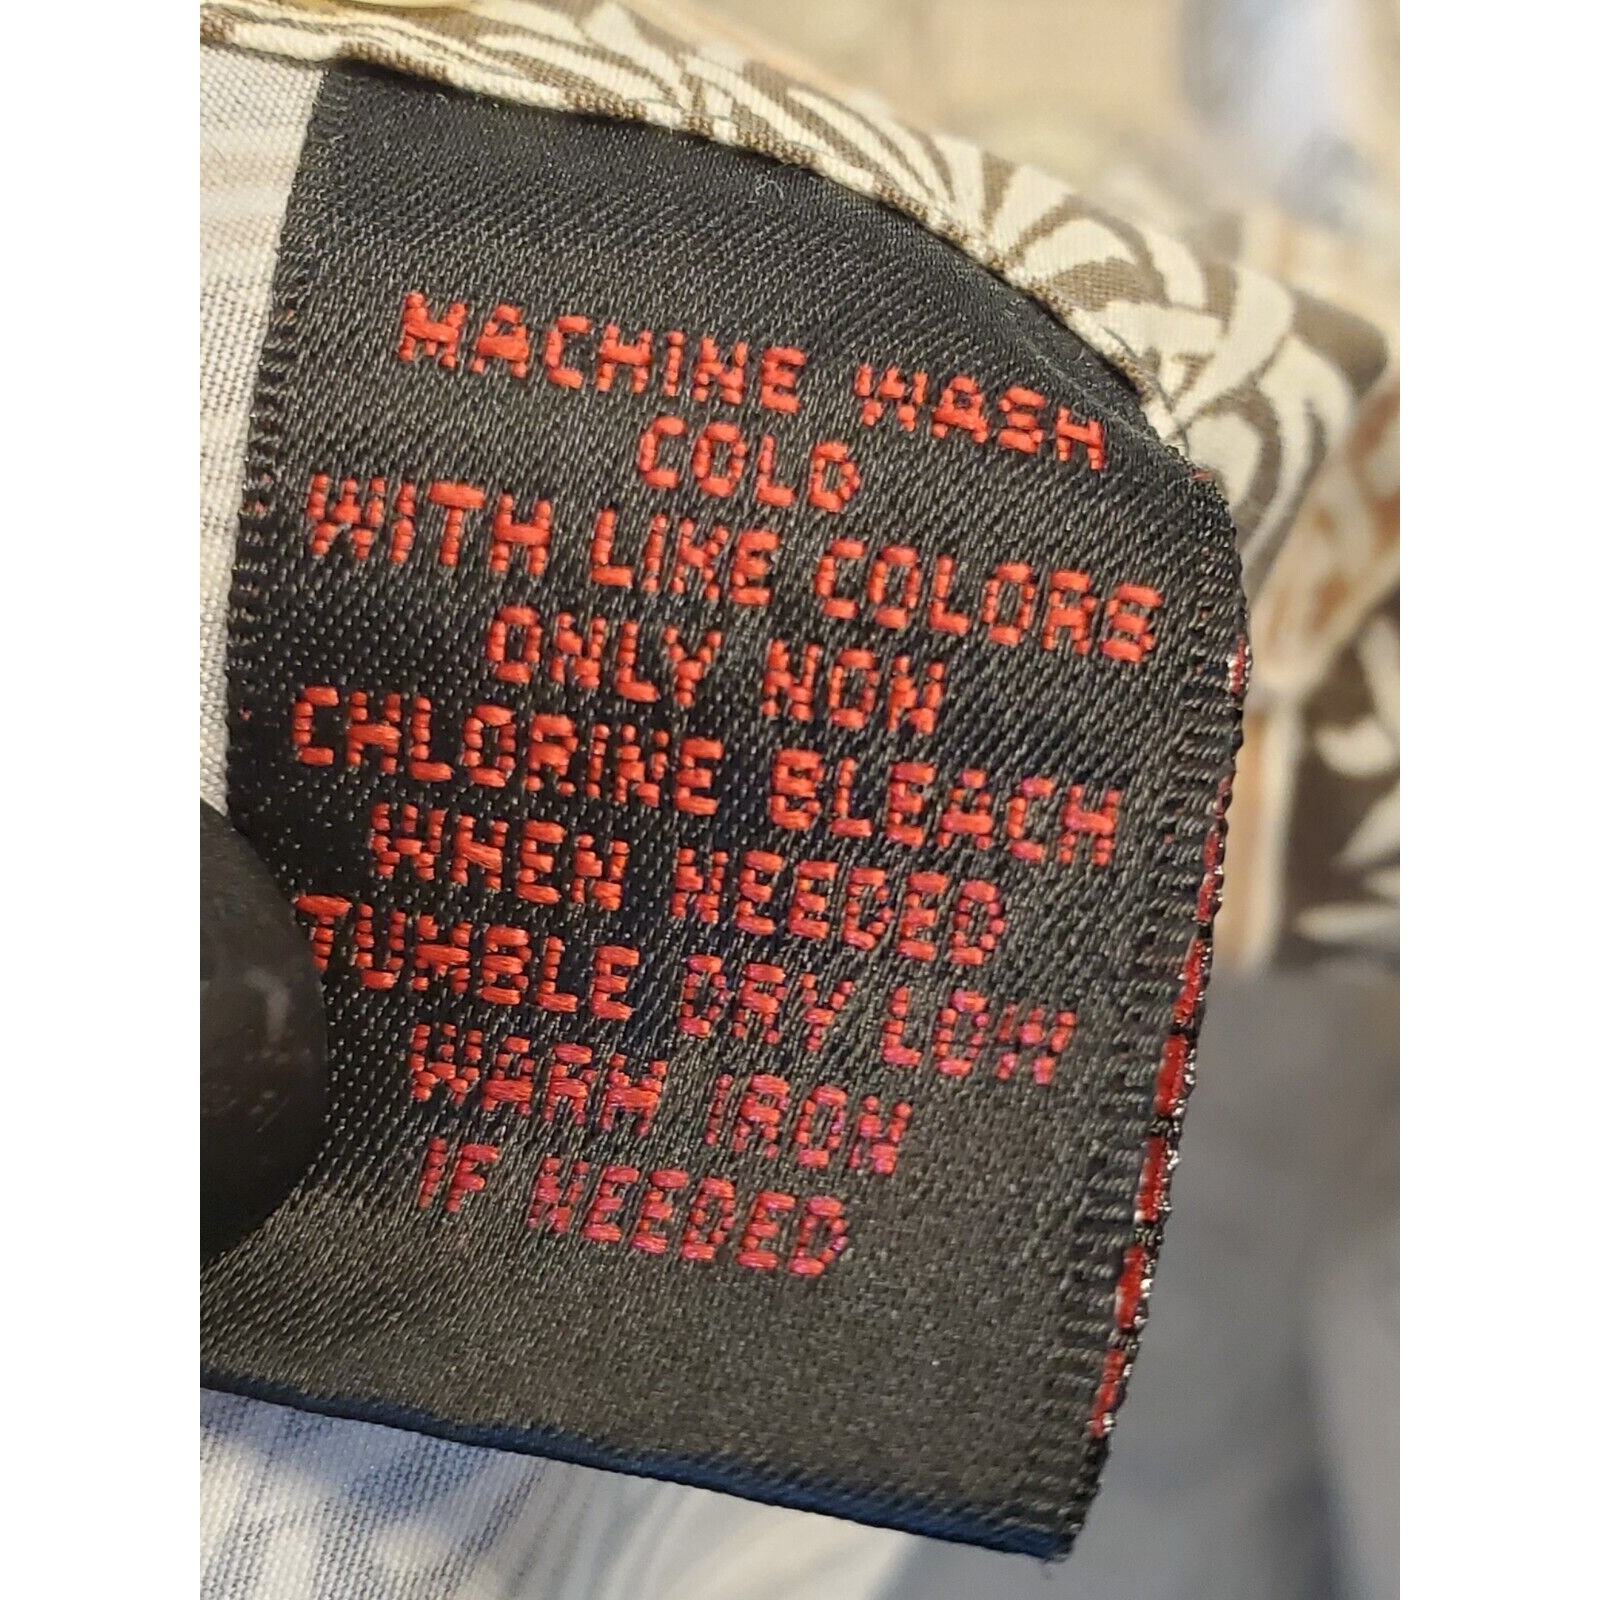 MACHINE WASH
COLD
WITH LIKE COLORS
ONLY NON
CHLORINE BLEACH
WHEN NEEDED
TUMBLE DRY LOW
WARM IRON
IF NEEDED